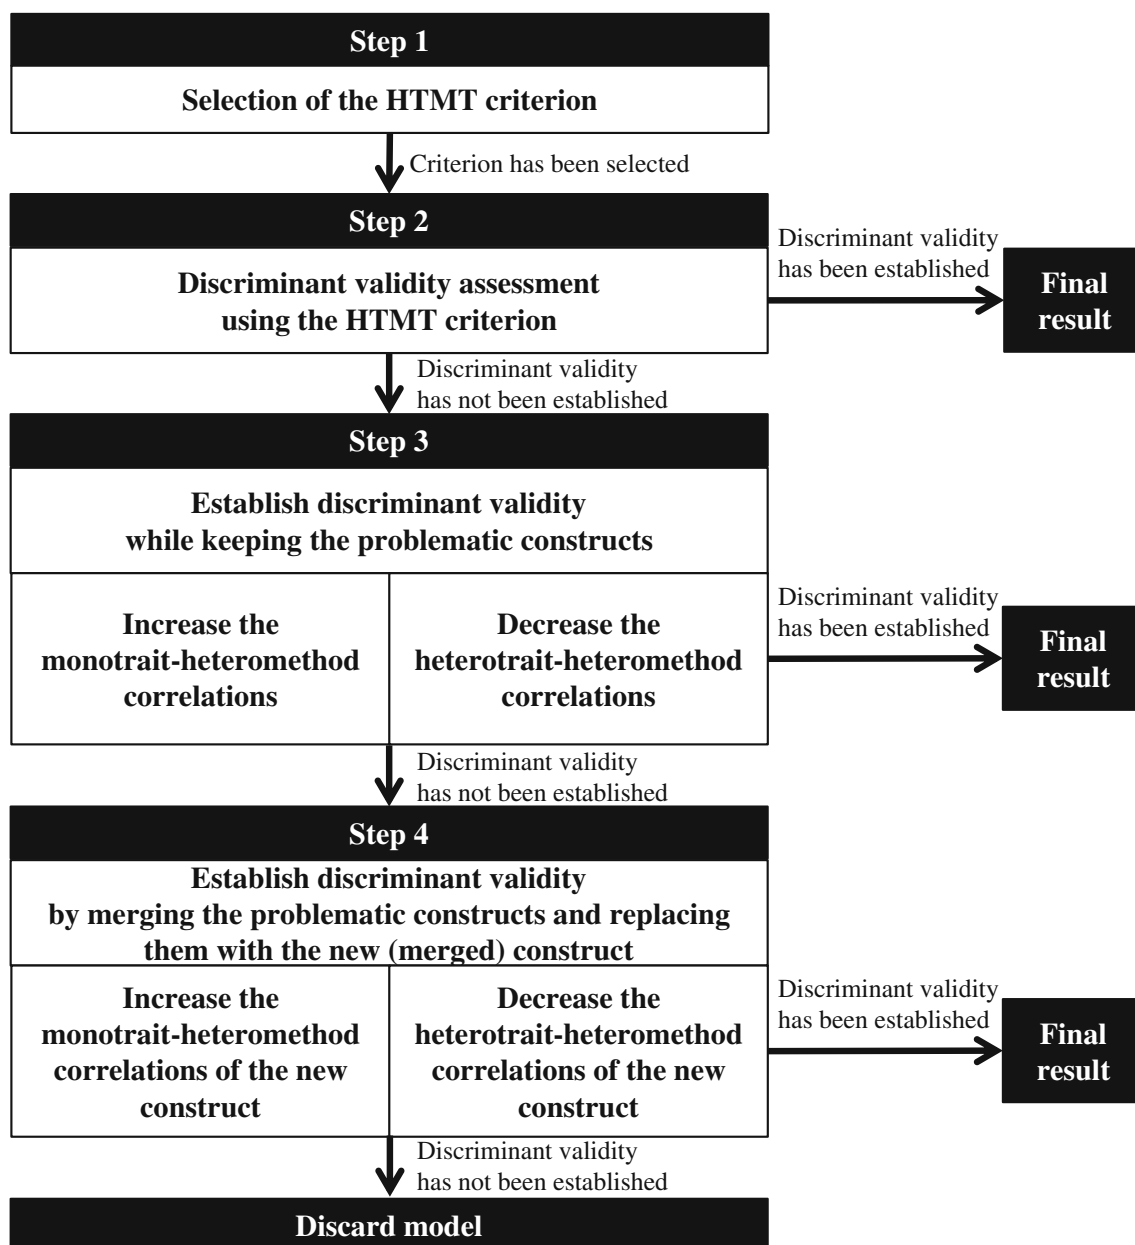 Step 1
Selection of the HTMT criterion
Criterion has been selected
Step 2
Discriminant validity assessment
using the HTMT criterion
Discriminant validity
has been established
Final
result
Discriminant validity
has not been established
Step 3
Establish discriminant validity
while keeping the problematic constructs
Increase the
monotrait-heteromethod
correlations
Decrease the
heterotrait-heteromethod
correlations
Discriminant validity
has been established
Final
result
Discriminant validity
has not been established
Step 4
Establish discriminant validity
by merging the problematic constructs and replacing
them with the new (merged) construct
Increase the
monotrait-heteromethod
correlations of the new
construct
Decrease the
heterotrait-heteromethod
correlations of the new
construct
Discriminant validity
has been established
Final
result
Discriminant validity
has not been established
Discard model